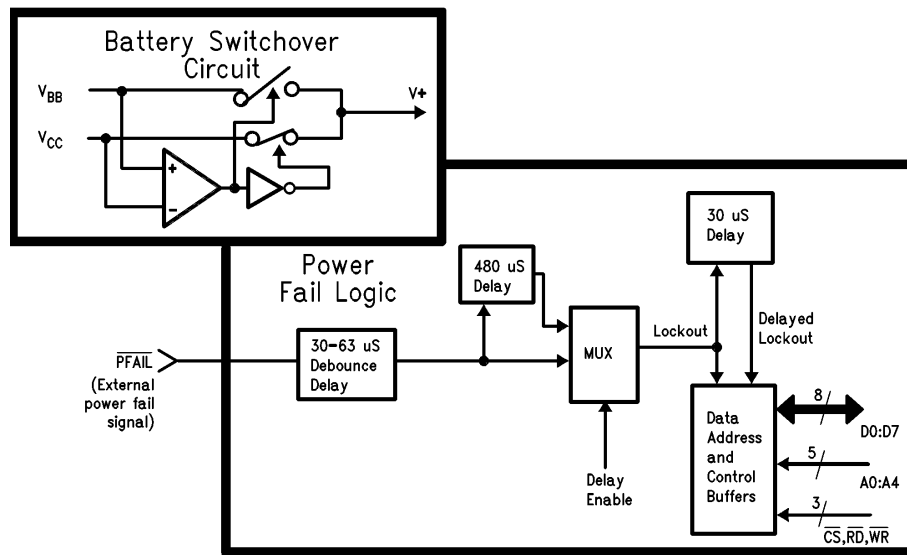 Battery Switchover
Circuit
VBB
VCC
V+
+
−
Power
Fail Logic
480 uS
Delay
30 uS
Delay
MUX
Lockout
Delayed
Lockout
PFAIL
(External
power fail
signal)
30-63 uS
Debounce
Delay
Delay
Enable
Data
Address
and
Control
Buffers
8
D0:D7
5
A0:A4
3
CS,RD,WR